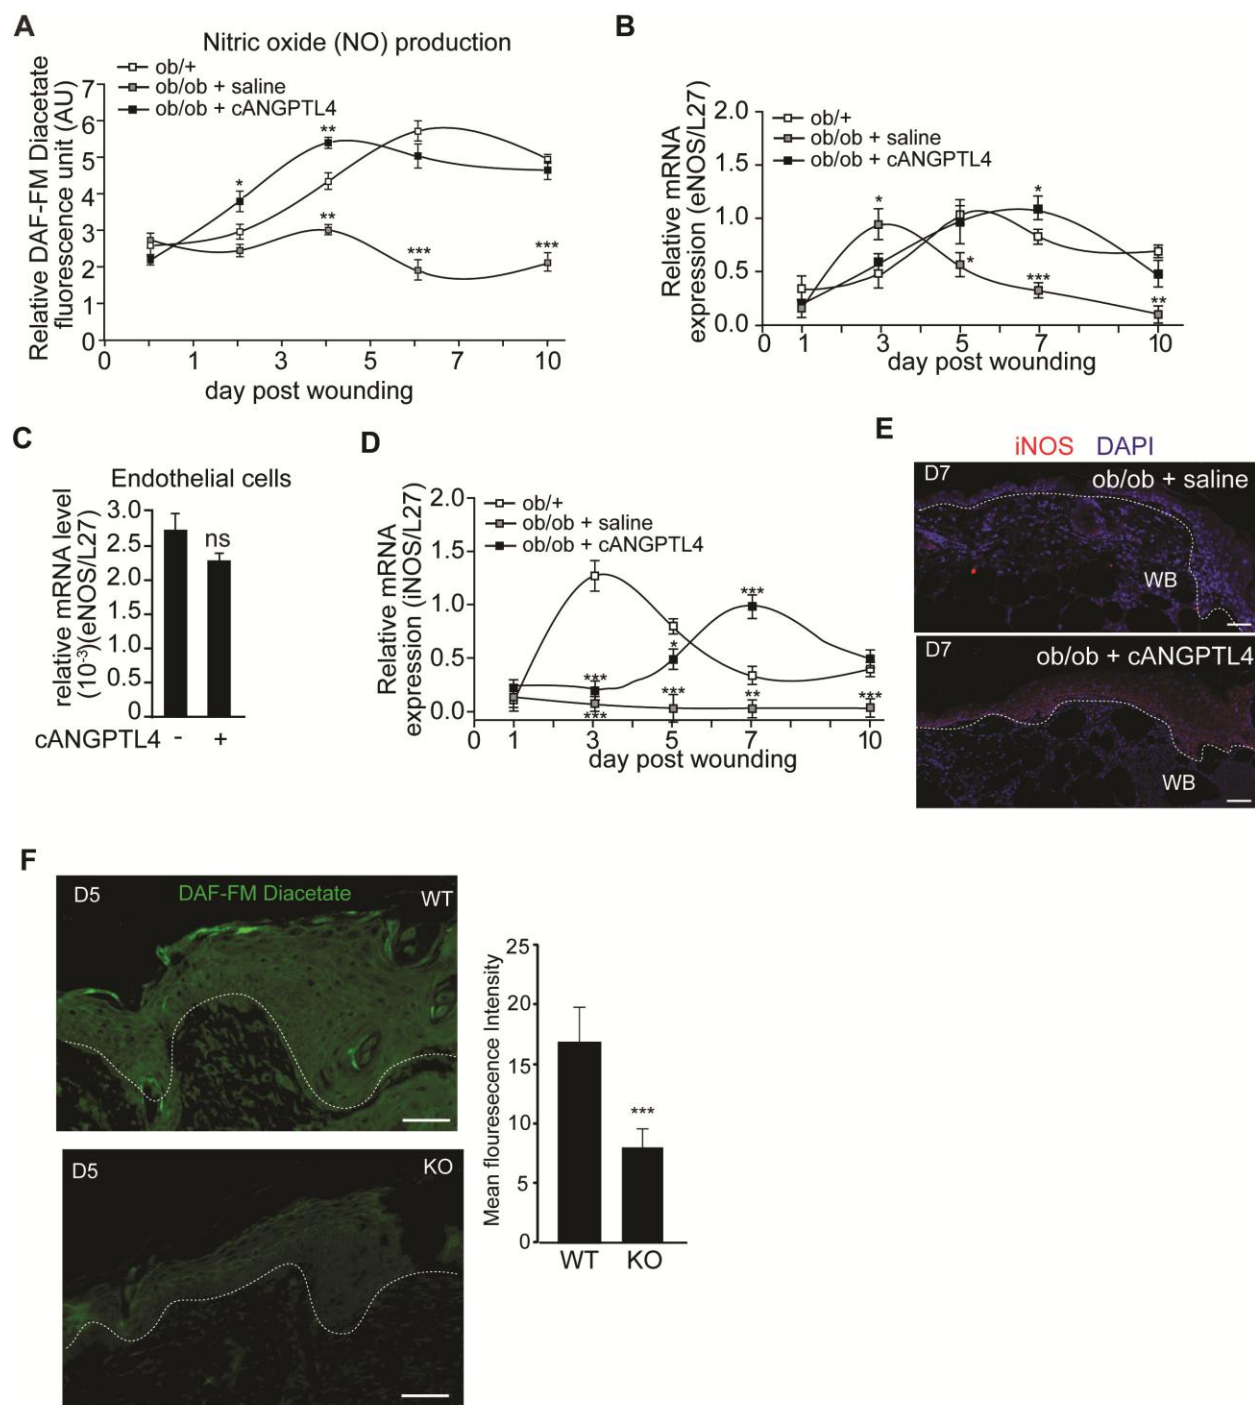 A
Nitric oxide (NO) production
ob/+
ob/ob + saline
ob/ob + cANGPTL4
Relative DAF-FM Diacetate
fluorescence unit (AU)
7
6
5
4
3
2
1
0
*
**
**
***
***
0 1 3 5 7 10
day post wounding
B
ob/+
ob/ob + saline
ob/ob + cANGPTL4
Relative mRNA
expression (eNOS/L27)
2.0
1.5
1.0
0.5
0.0
*
*
*
***
**
0 1 3 5 7 10
day post wounding
C
Endothelial cells
relative mRNA level
(10⁻³)(eNOS/L27)
3.0
2.5
2.0
1.5
1.0
0.5
0
ns
cANGPTL4 - +
D
ob/+
ob/ob + saline
ob/ob + cANGPTL4
Relative mRNA
expression (iNOS/L27)
2.0
1.5
1.0
0.5
0.0
***
*
***
***
***
**
***
0 1 3 5 7 10
day post wounding
E
iNOS DAPI
D7
ob/ob + saline
WB
D7
ob/ob + cANGPTL4
WB
F
D5
DAF-FM Diacetate
WT
D5
KO
Mean flouresecence Intensity
25
20
15
10
5
0
***
WT KO